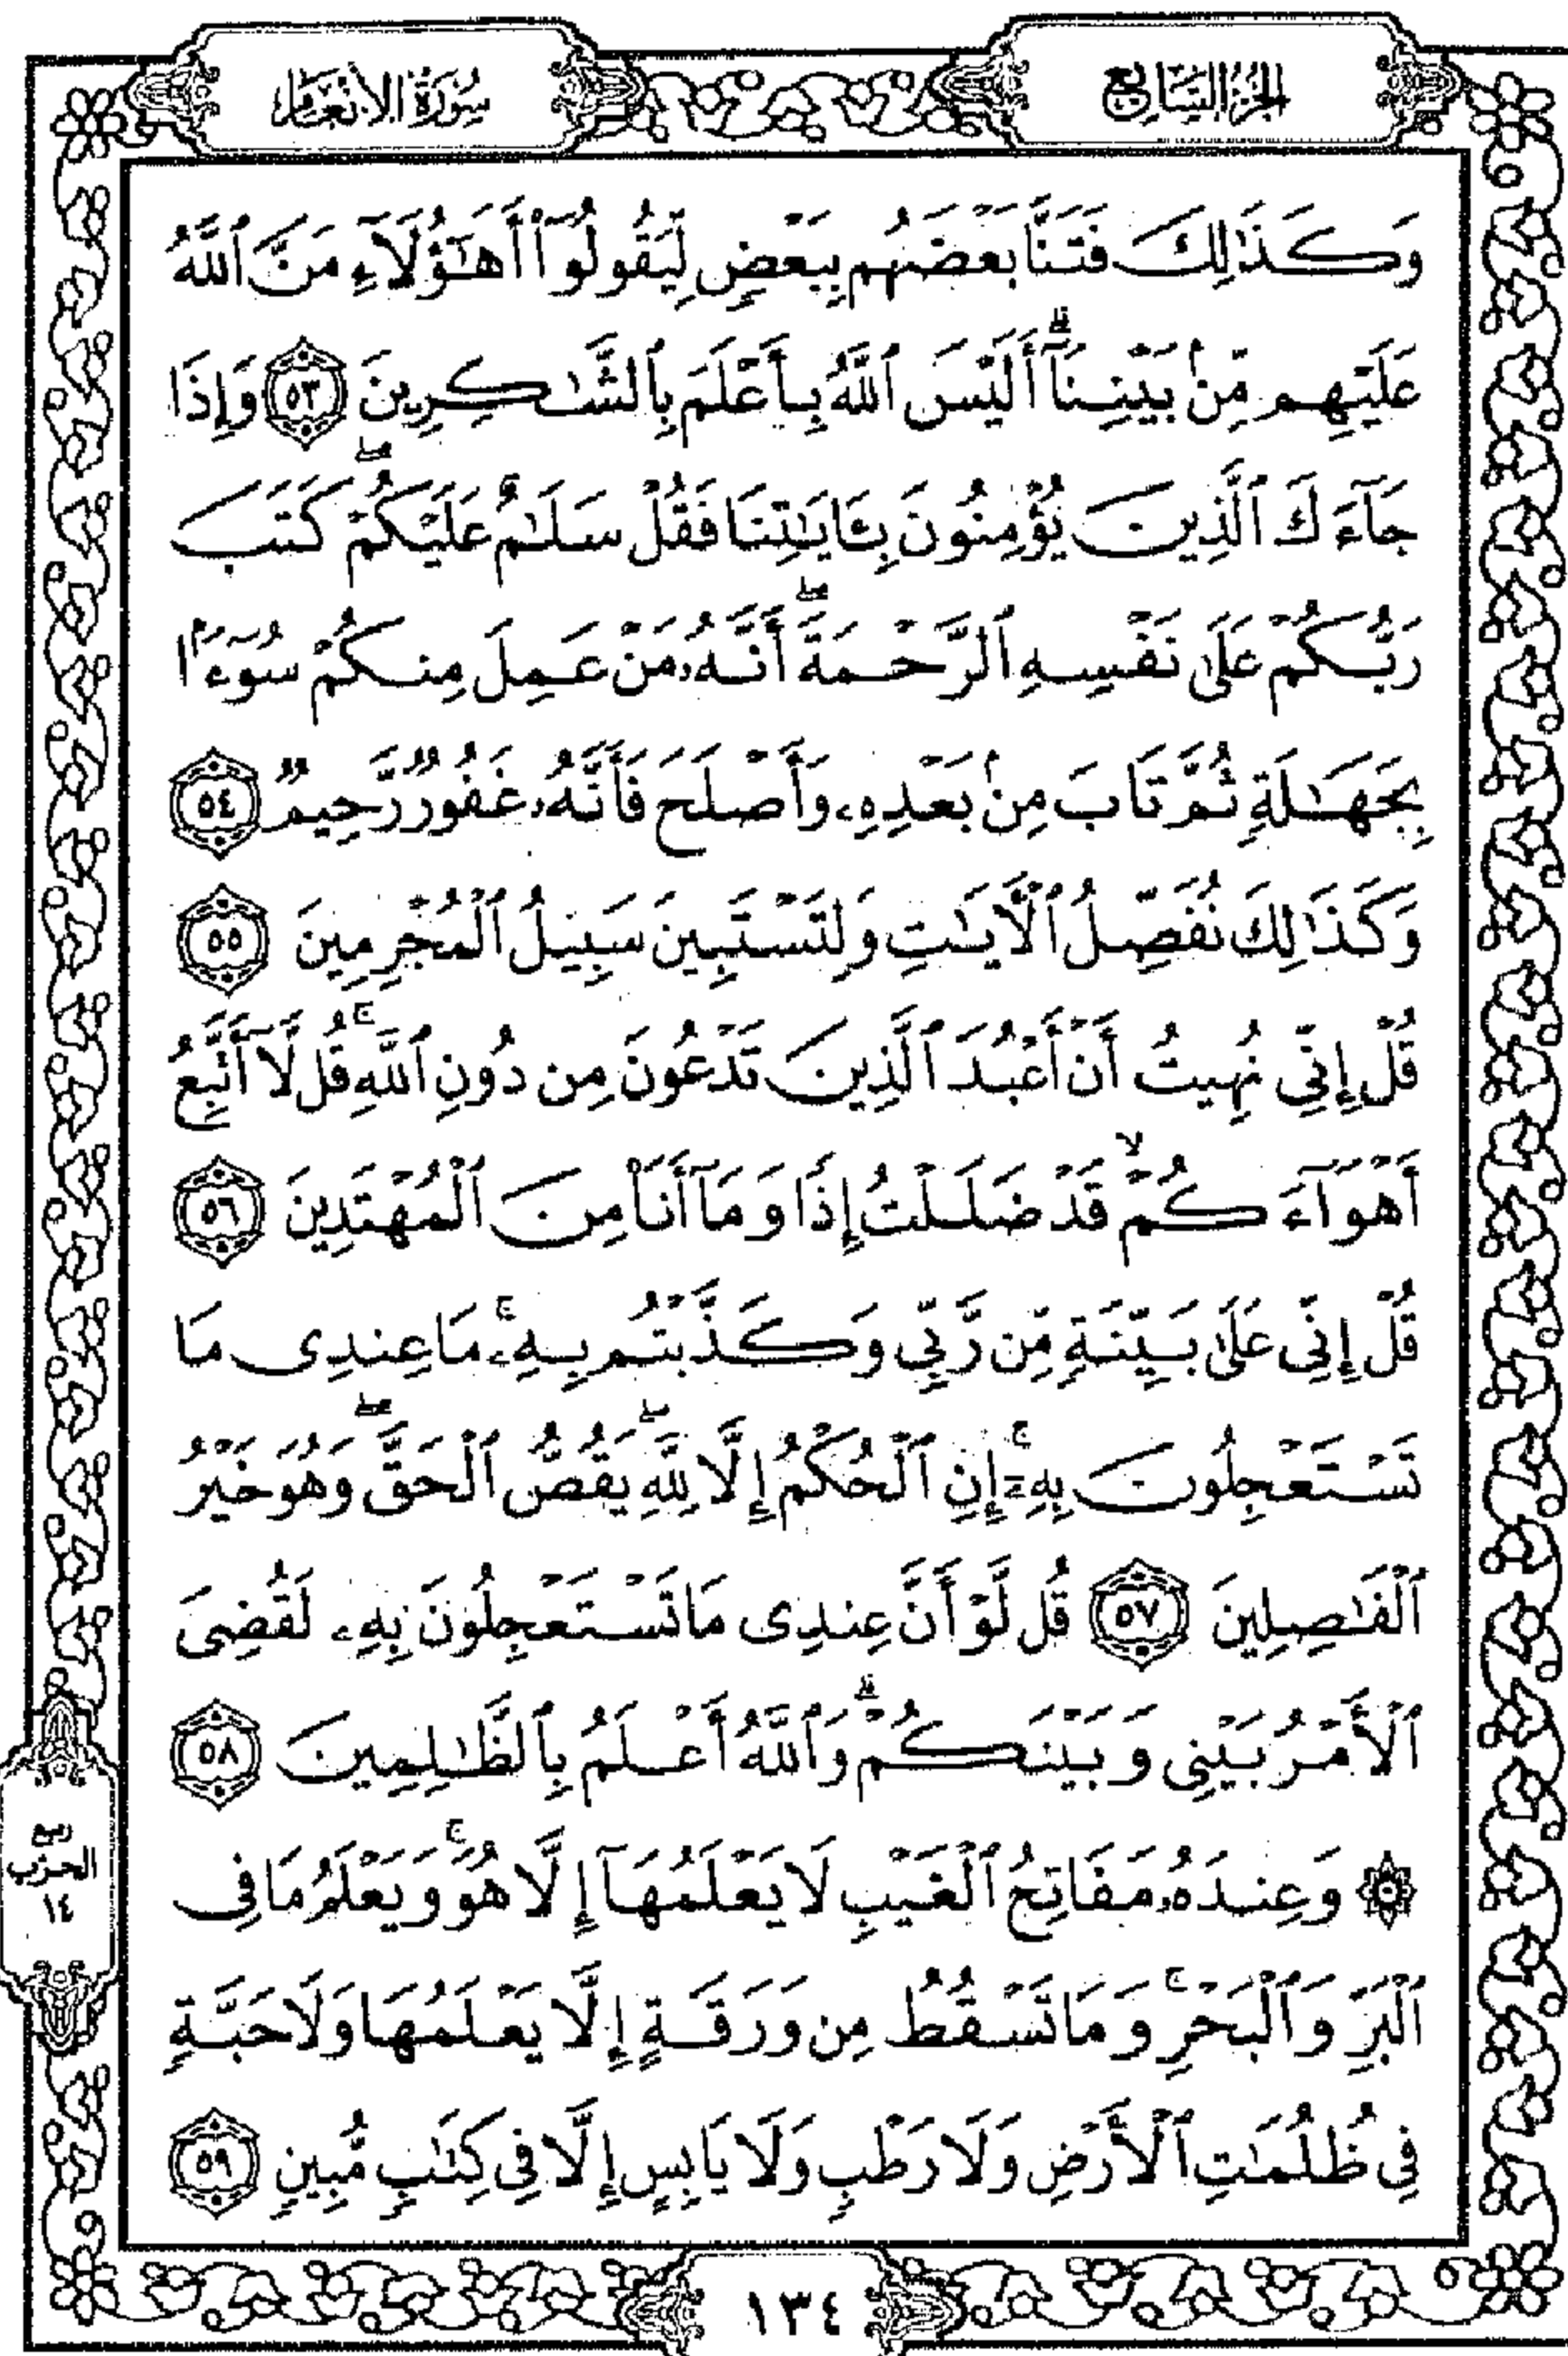 الجزء السابع
سورة الأنعام
وَكَذَٰلِكَ فَتَنَّا بَعْضَهُم بِبَعْضٍ لِّيَقُولُوٓا۟ أَهَـٰٓؤُلَآءِ مَنَّ ٱللَّهُ
عَلَيْهِم مِّنۢ بَيْنِنَآ ۗ أَلَيْسَ ٱللَّهُ بِأَعْلَمَ بِٱلشَّـٰكِرِينَ ٥٣ وَإِذَا
جَآءَكَ ٱلَّذِينَ يُؤْمِنُونَ بِـَٔايَـٰتِنَا فَقُلْ سَلَـٰمٌ عَلَيْكُمْ ۖ كَتَبَ
رَبُّكُمْ عَلَىٰ نَفْسِهِ ٱلرَّحْمَةَ ۖ أَنَّهُۥ مَنْ عَمِلَ مِنكُمْ سُوٓءًۢا
بِجَهَـٰلَةٍ ثُمَّ تَابَ مِنۢ بَعْدِهِۦ وَأَصْلَحَ فَأَنَّهُۥ غَفُورٌ رَّحِيمٌ ٥٤
وَكَذَٰلِكَ نُفَصِّلُ ٱلْـَٔايَـٰتِ وَلِتَسْتَبِينَ سَبِيلُ ٱلْمُجْرِمِينَ ٥٥
قُلْ إِنِّى نُهِيتُ أَنْ أَعْبُدَ ٱلَّذِينَ تَدْعُونَ مِن دُونِ ٱللَّهِ ۚ قُل لَّآ أَتَّبِعُ
أَهْوَآءَكُمْ ۙ قَدْ ضَلَلْتُ إِذًا وَمَآ أَنَا۠ مِنَ ٱلْمُهْتَدِينَ ٥٦
قُلْ إِنِّى عَلَىٰ بَيِّنَةٍ مِّن رَّبِّى وَكَذَّبْتُم بِهِۦ ۚ مَا عِندِى مَا
تَسْتَعْجِلُونَ بِهِۦٓ ۚ إِنِ ٱلْحُكْمُ إِلَّا لِلَّهِ ۖ يَقُصُّ ٱلْحَقَّ ۖ وَهُوَ خَيْرُ
ٱلْفَـٰصِلِينَ ٥٧ قُل لَّوْ أَنَّ عِندِى مَا تَسْتَعْجِلُونَ بِهِۦ لَقُضِىَ
ٱلْأَمْرُ بَيْنِى وَبَيْنَكُمْ ۗ وَٱللَّهُ أَعْلَمُ بِٱلظَّـٰلِمِينَ ٥٨
۞ وَعِندَهُۥ مَفَاتِحُ ٱلْغَيْبِ لَا يَعْلَمُهَآ إِلَّا هُوَ ۚ وَيَعْلَمُ مَا فِى
ٱلْبَرِّ وَٱلْبَحْرِ ۚ وَمَا تَسْقُطُ مِن وَرَقَةٍ إِلَّا يَعْلَمُهَا وَلَا حَبَّةٍ
فِى ظُلُمَـٰتِ ٱلْأَرْضِ وَلَا رَطْبٍ وَلَا يَابِسٍ إِلَّا فِى كِتَـٰبٍ مُّبِينٍ ٥٩
ربع
الحزب
١٤
١٣٤